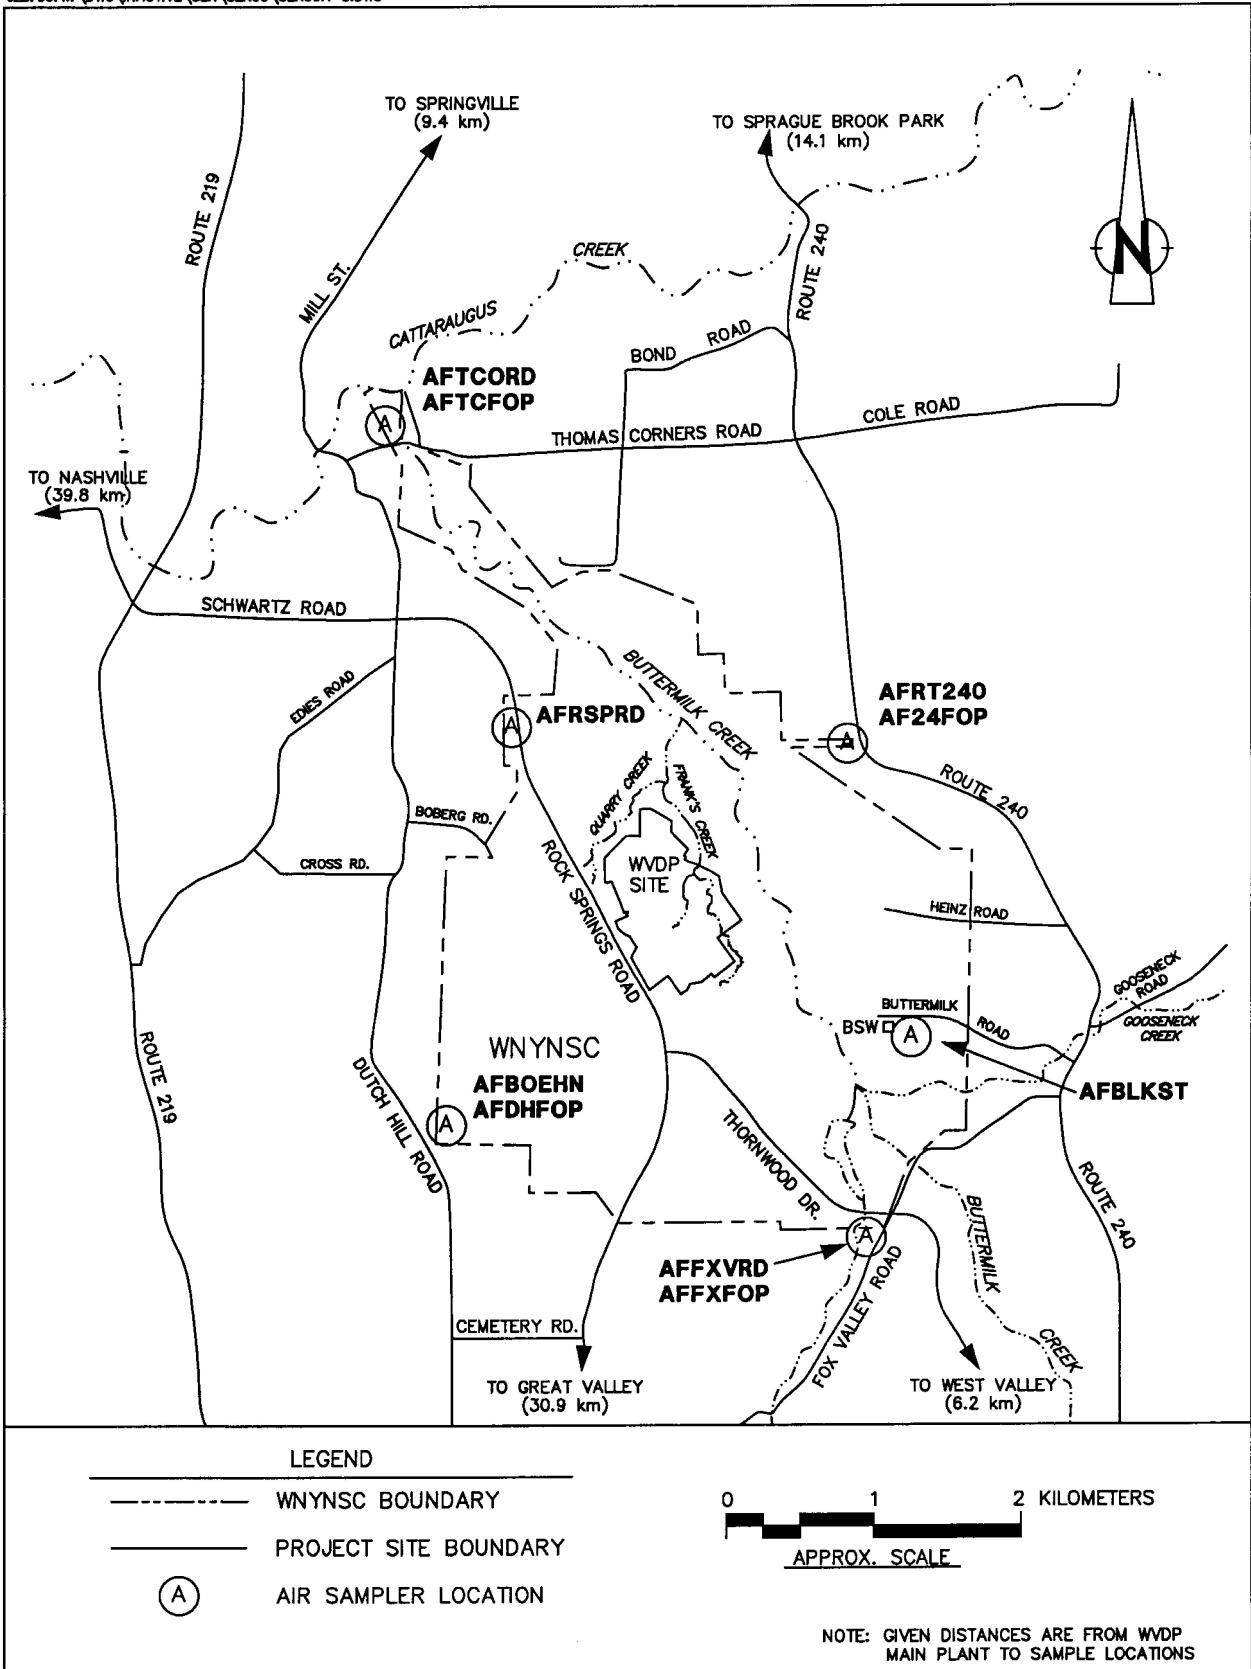 TO SPRINGVILLE
(9.4 km)
TO SPRAGUE BROOK PARK
(14.1 km)
ROUTE 219
MILL ST.
CREEK
ROUTE 240
N
CATTARAUGUS
BOND ROAD
AFTCORD
AFTCFOP
A
COLE ROAD
THOMAS CORNERS ROAD
TO NASHVILLE
(39.8 km)
SCHWARTZ ROAD
BUTTERMILK CREEK
EDIES ROAD
AFRSPRD
A
AFRT240
AF24FOP
A
ROUTE 240
QUARRY CREEK
FRANK'S CREEK
BOBERG RD.
CROSS RD.
WVDP
SITE
ROCK SPRINGS ROAD
HEINZ ROAD
GOOSENECK
ROAD
GOOSENECK
CREEK
BUTTERMILK ROAD
BSW
A
AFBLKST
ROUTE 219
WNYNSC
DUTCH HILL ROAD
AFBOEHN
AFDHFOP
A
THORNWOOD DR.
BUTTERMILK
CREEK
ROUTE 240
A
AFFXVRD
AFFXFOP
FOX VALLEY ROAD
CEMETERY RD.
TO GREAT VALLEY
(30.9 km)
TO WEST VALLEY
(6.2 km)
LEGEND
WNYNSC BOUNDARY
PROJECT SITE BOUNDARY
A AIR SAMPLER LOCATION
0 1 2 KILOMETERS
APPROX. SCALE
NOTE: GIVEN DISTANCES ARE FROM WVDP
MAIN PLANT TO SAMPLE LOCATIONS